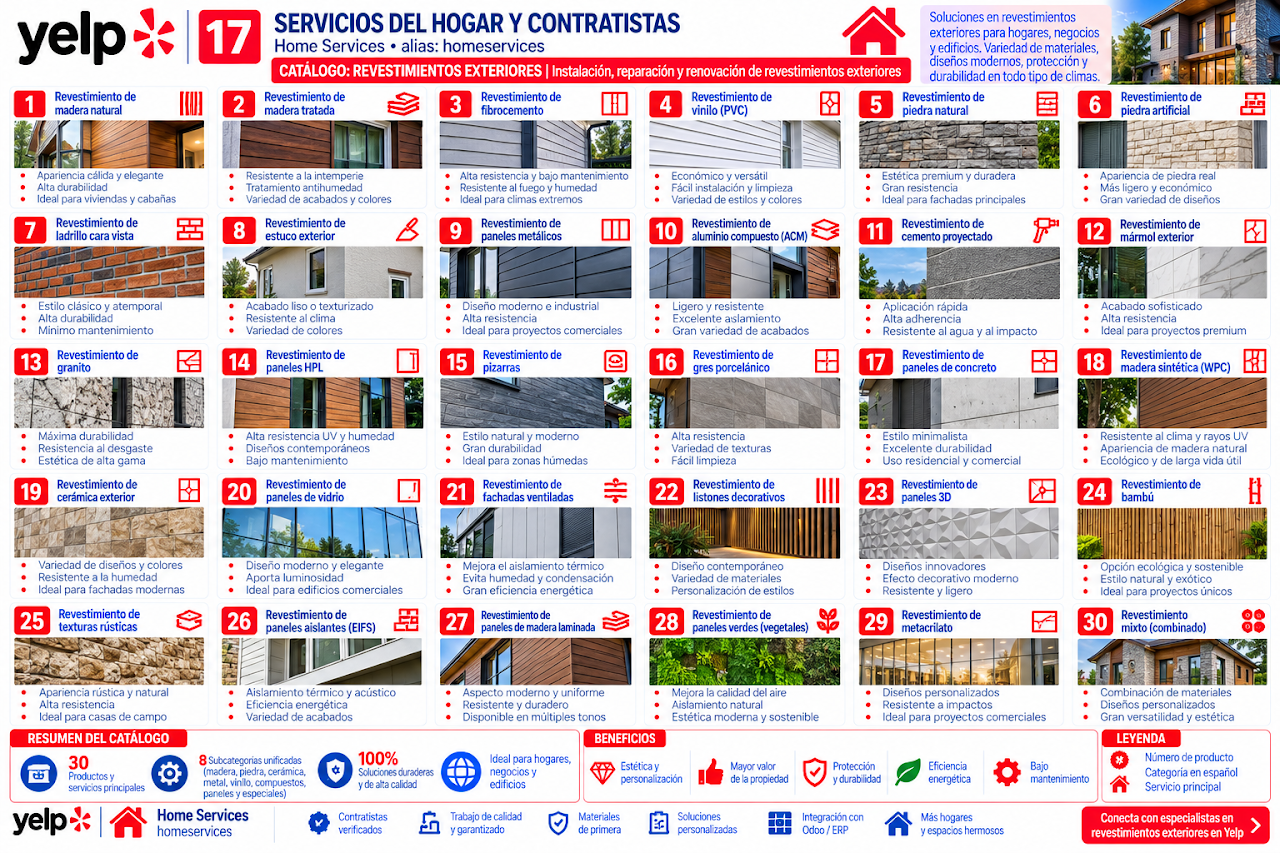 yelp
17
SERVICIOS DEL HOGAR Y CONTRATISTAS
Home Services • alias: homeservices
CATÁLOGO: REVESTIMIENTOS EXTERIORES | Instalación, reparación y renovación de revestimientos exteriores
Soluciones en revestimientos
exteriores para hogares, negocios
y edificios. Variedad de materiales,
diseños modernos, protección y
durabilidad en todo tipo de climas.
1
Revestimiento de
madera natural
• Apariencia cálida y elegante
• Alta durabilidad
• Ideal para viviendas y cabañas
2
Revestimiento de
madera tratada
• Resistente a la intemperie
• Tratamiento antihumedad
• Variedad de acabados y colores
3
Revestimiento de
fibrocemento
• Alta resistencia y bajo mantenimiento
• Resistente al fuego y humedad
• Ideal para climas extremos
4
Revestimiento de
vinilo (PVC)
• Económico y versátil
• Fácil instalación y limpieza
• Variedad de estilos y colores
5
Revestimiento de
piedra natural
• Estética premium y duradera
• Gran resistencia
• Ideal para fachadas principales
6
Revestimiento de
piedra artificial
• Apariencia de piedra real
• Más ligero y económico
• Gran variedad de diseños
7
Revestimiento de
ladrillo cara vista
• Estilo clásico y atemporal
• Alta durabilidad
• Mínimo mantenimiento
8
Revestimiento de
estuco exterior
• Acabado liso o texturizado
• Resistente al clima
• Variedad de colores
9
Revestimiento de
paneles metálicos
• Diseño moderno e industrial
• Alta resistencia
• Ideal para proyectos comerciales
10
Revestimiento de
aluminio compuesto (ACM)
• Ligero y resistente
• Excelente aislamiento
• Gran variedad de acabados
11
Revestimiento de
cemento proyectado
• Aplicación rápida
• Alta adherencia
• Resistente al agua y al impacto
12
Revestimiento de
mármol exterior
• Acabado sofisticado
• Alta resistencia
• Ideal para proyectos premium
13
Revestimiento de
granito
• Máxima durabilidad
• Resistencia al desgaste
• Estética de alta gama
14
Revestimiento de
paneles HPL
• Alta resistencia UV y humedad
• Diseños contemporáneos
• Bajo mantenimiento
15
Revestimiento de
pizarras
• Estilo natural y moderno
• Gran durabilidad
• Ideal para zonas húmedas
16
Revestimiento de
gres porcelánico
• Alta resistencia
• Variedad de texturas
• Fácil limpieza
17
Revestimiento de
paneles de concreto
• Estilo minimalista
• Excelente durabilidad
• Uso residencial y comercial
18
Revestimiento de
madera sintética (WPC)
• Resistente al clima y rayos UV
• Apariencia de madera natural
• Ecológico y de larga vida útil
19
Revestimiento de
cerámica exterior
• Variedad de diseños y colores
• Resistente a la humedad
• Ideal para fachadas modernas
20
Revestimiento de
paneles de vidrio
• Diseño moderno y elegante
• Aporta luminosidad
• Ideal para edificios comerciales
21
Revestimiento de
fachadas ventiladas
• Mejora el aislamiento térmico
• Evita humedad y condensación
• Gran eficiencia energética
22
Revestimiento de
listones decorativos
• Diseño contemporáneo
• Variedad de materiales
• Personalización de estilos
23
Revestimiento de
paneles 3D
• Diseños innovadores
• Efecto decorativo moderno
• Resistente y ligero
24
Revestimiento de
bambú
• Opción ecológica y sostenible
• Estilo natural y exótico
• Ideal para proyectos únicos
25
Revestimiento de
texturas rústicas
• Apariencia rústica y natural
• Alta resistencia
• Ideal para casas de campo
26
Revestimiento de
paneles aislantes (EIFS)
• Aislamiento térmico y acústico
• Eficiencia energética
• Variedad de acabados
27
Revestimiento de
paneles de madera laminada
• Aspecto moderno y uniforme
• Resistente y duradero
• Disponible en múltiples tonos
28
Revestimiento de
paneles verdes (vegetales)
• Mejora la calidad del aire
• Aislamiento natural
• Estética moderna y sostenible
29
Revestimiento de
metacrilato
• Diseños personalizados
• Resistente a impactos
• Ideal para proyectos comerciales
30
Revestimiento
mixto (combinado)
• Combinación de materiales
• Diseños personalizados
• Gran versatilidad y estética
RESUMEN DEL CATÁLOGO
30
Productos y
servicios principales
8 Subcategorías unificadas
(madera, piedra, cerámica,
metal, vinilo, compuestos,
paneles y especiales)
100%
Soluciones duraderas
y de alta calidad
Ideal para hogares,
negocios y
edificios
BENEFICIOS
Estética y
personalización
Mayor valor
de la propiedad
Protección
y durabilidad
Eficiencia
energética
Bajo
mantenimiento
LEYENDA
Número de producto
Categoría en español
Servicio principal
yelp
Home Services
homeservices
Contratistas
verificados
Trabajo de calidad
y garantizado
Materiales
de primera
Soluciones
personalizadas
Integración con
Odoo / ERP
Más hogares
y espacios hermosos
Conecta con especialistas en
revestimientos exteriores en Yelp